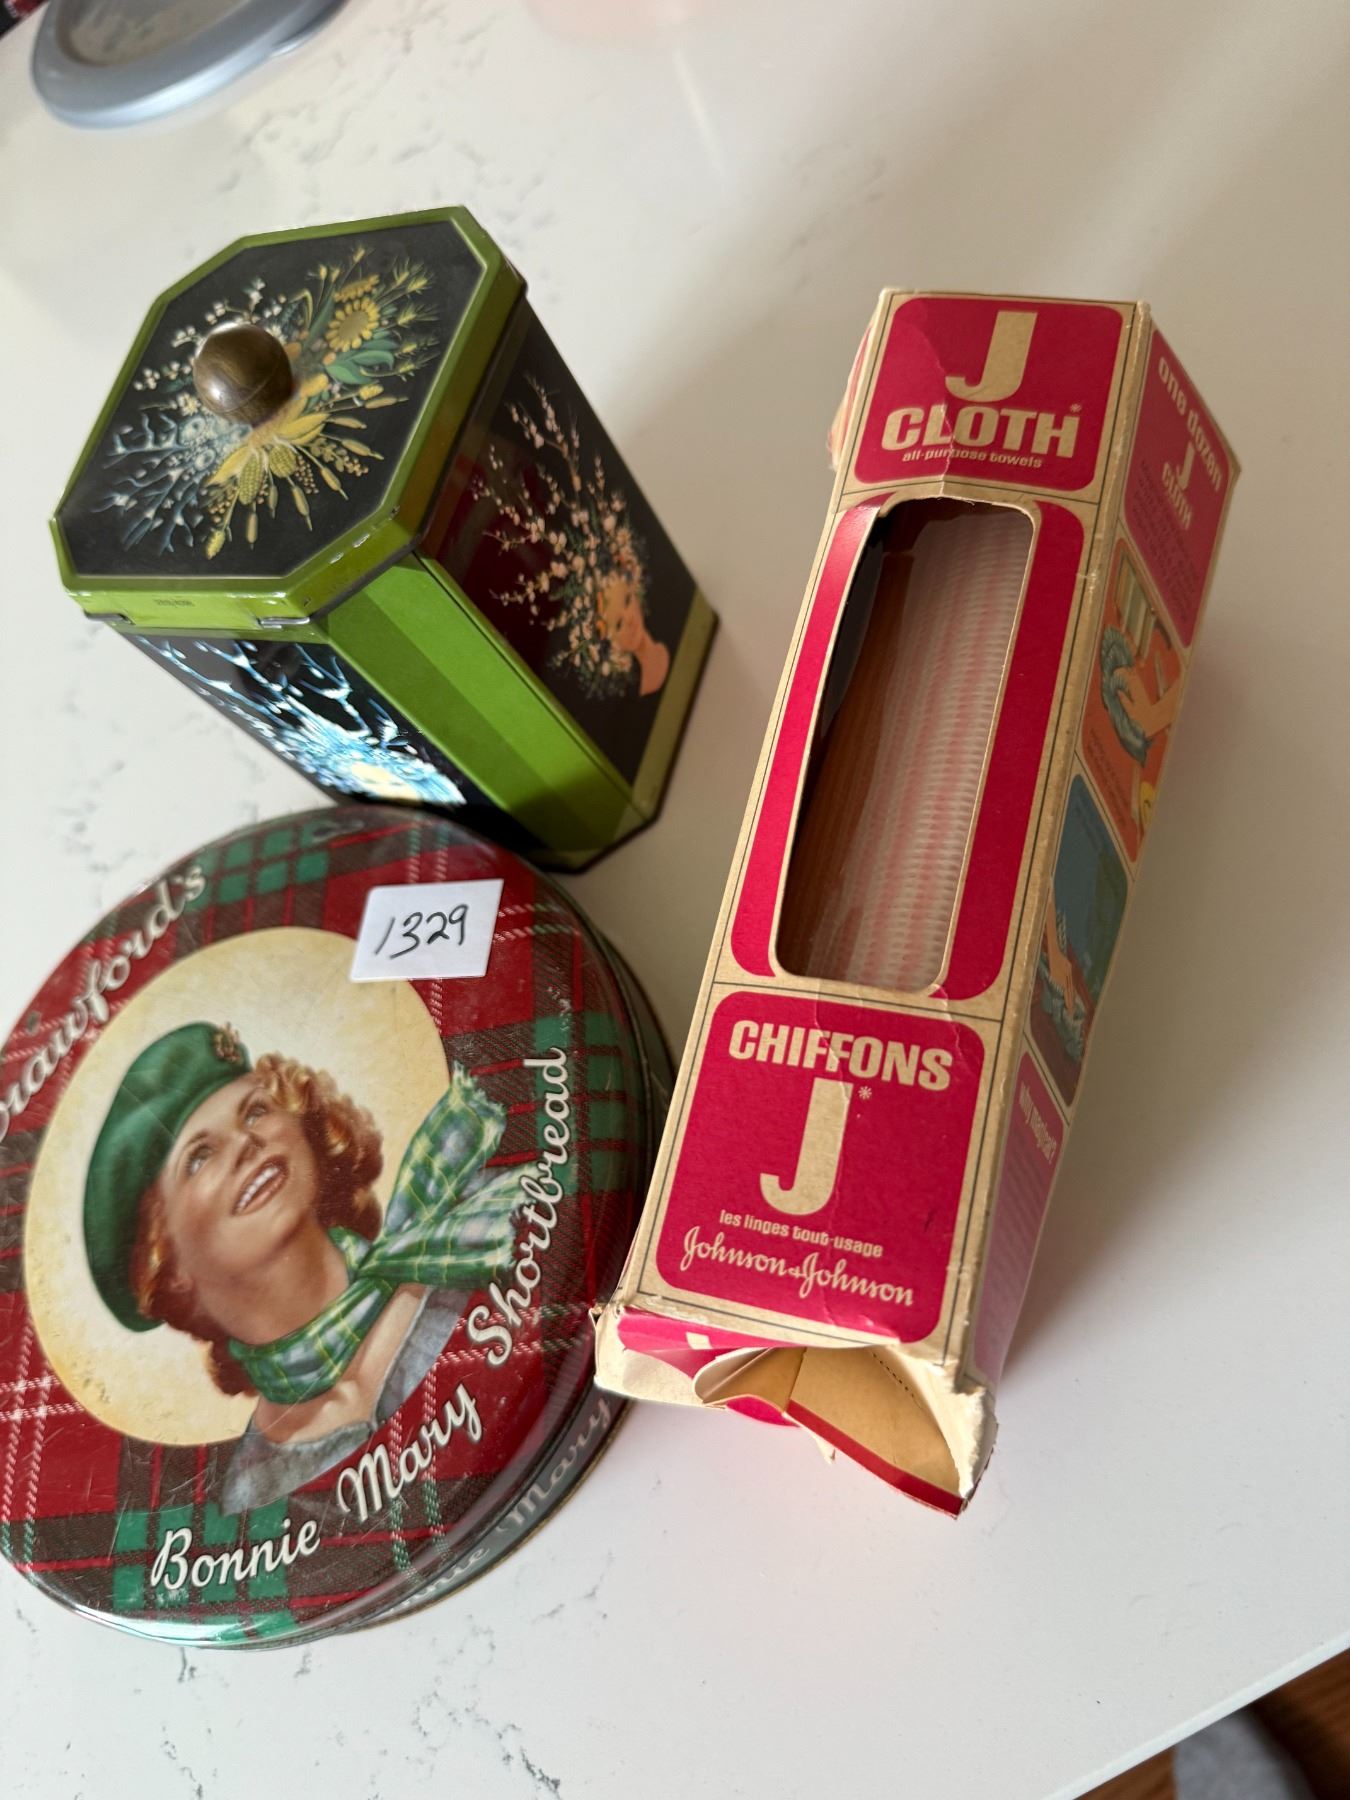 J
CLOTH*
all-purpose towels
one dozen
J
CLOTH
CHIFFONS
J*
les linges tout-usage
Johnson & Johnson
1329
Crawford's
Bonnie Mary Shortbread
Mary